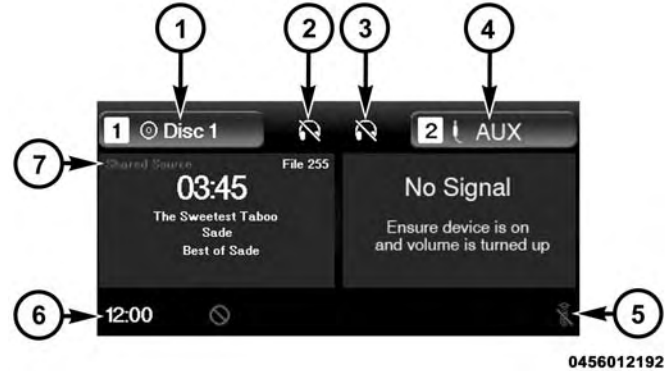 1 2 3 4
1 Disc 1
2 AUX
7
Shared Source File 255
03:45
The Sweetest Taboo
Sade
Best of Sade
No Signal
Ensure device is on
and volume is turned up
6
12:00
5
0456012192